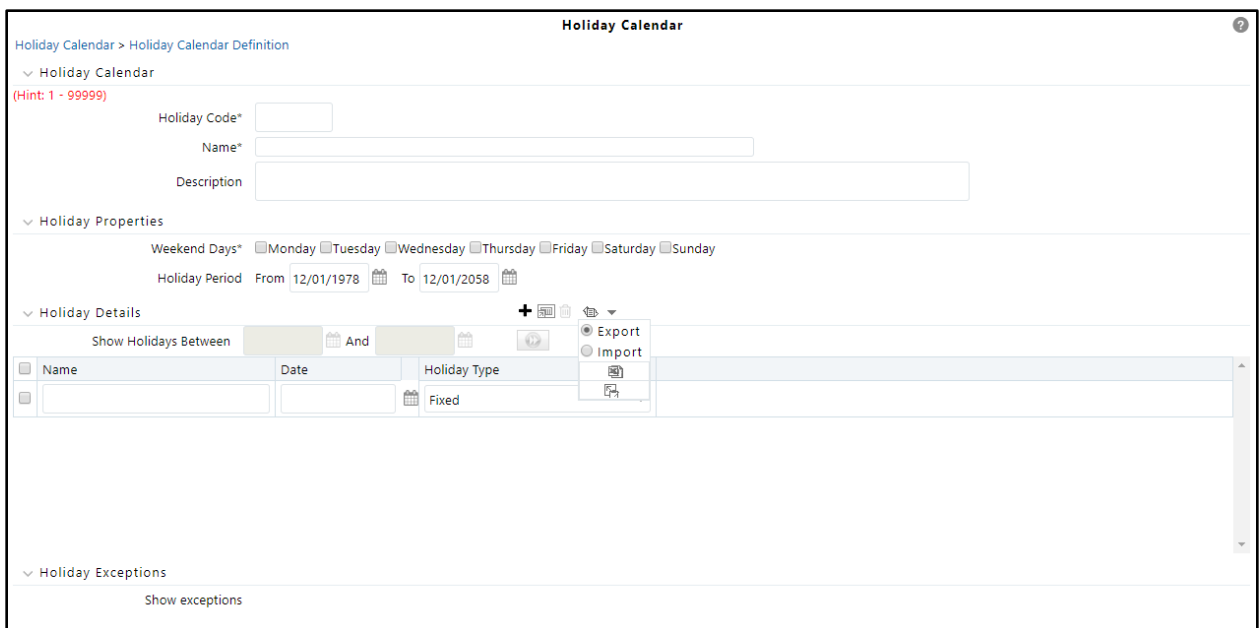 Holiday Calendar
Holiday Calendar > Holiday Calendar Definition
Holiday Calendar
(Hint: 1 - 99999)
Holiday Code*
Name*
Description
Holiday Properties
Weekend Days* Monday Tuesday Wednesday Thursday Friday Saturday Sunday
Holiday Period From 12/01/1978 To 12/01/2058
Holiday Details
Show Holidays Between And
Export
Import
Name Date Holiday Type
Fixed
Holiday Exceptions
Show exceptions